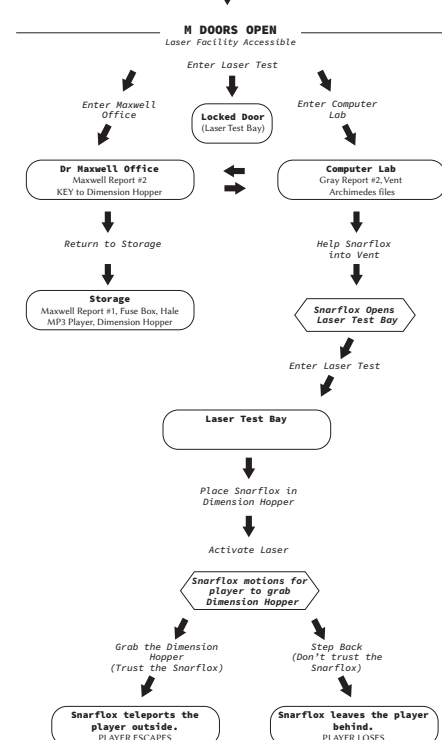 M DOORS OPEN
Laser Facility Accessible
Enter Laser Test
Enter Maxwell
Office
Locked Door
(Laser Test Bay)
Enter Computer
Lab
Dr Maxwell Office
Maxwell Report #2
KEY to Dimension Hopper
Computer Lab
Gray Report #2, Vent
Archimedes files
Return to Storage
Help Snarflox
into Vent
Storage
Maxwell Report #1, Fuse Box, Hale
MP3 Player, Dimension Hopper
Snarflox Opens
Laser Test Bay
Enter Laser Test
Laser Test Bay
Place Snarflox in
Dimension Hopper
Activate Laser
Snarflox motions for
player to grab
Dimension Hopper
Grab the Dimension
Hopper
(Trust the Snarflox)
Step Back
(Don't trust the
Snarflox)
Snarflox teleports the
player outside.
PLAYER ESCAPES
Snarflox leaves the player
behind.
PLAYER LOSES